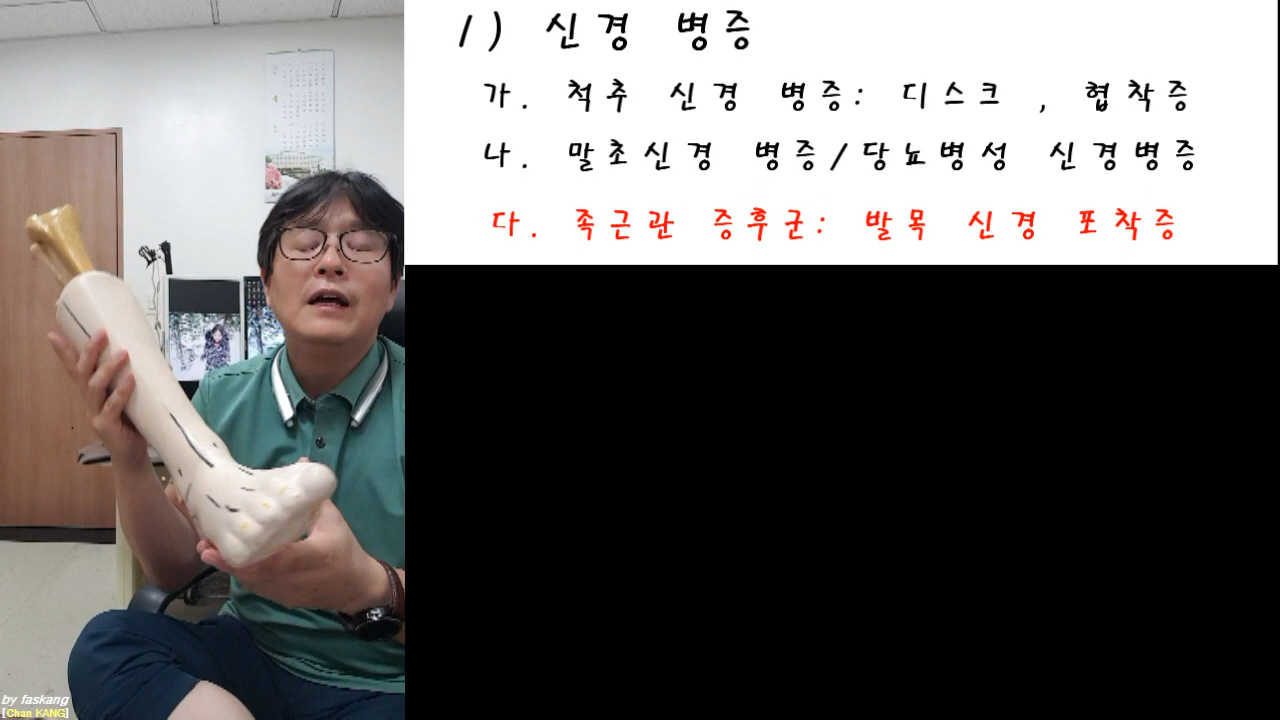 1) 신경 병증
가. 척추 신경 병증: 디스크, 협착증
나. 말초신경 병증/당뇨병성 신경병증
다. 족근관 증후군: 발목 신경 포착증
by faskang
[Chan KANG]